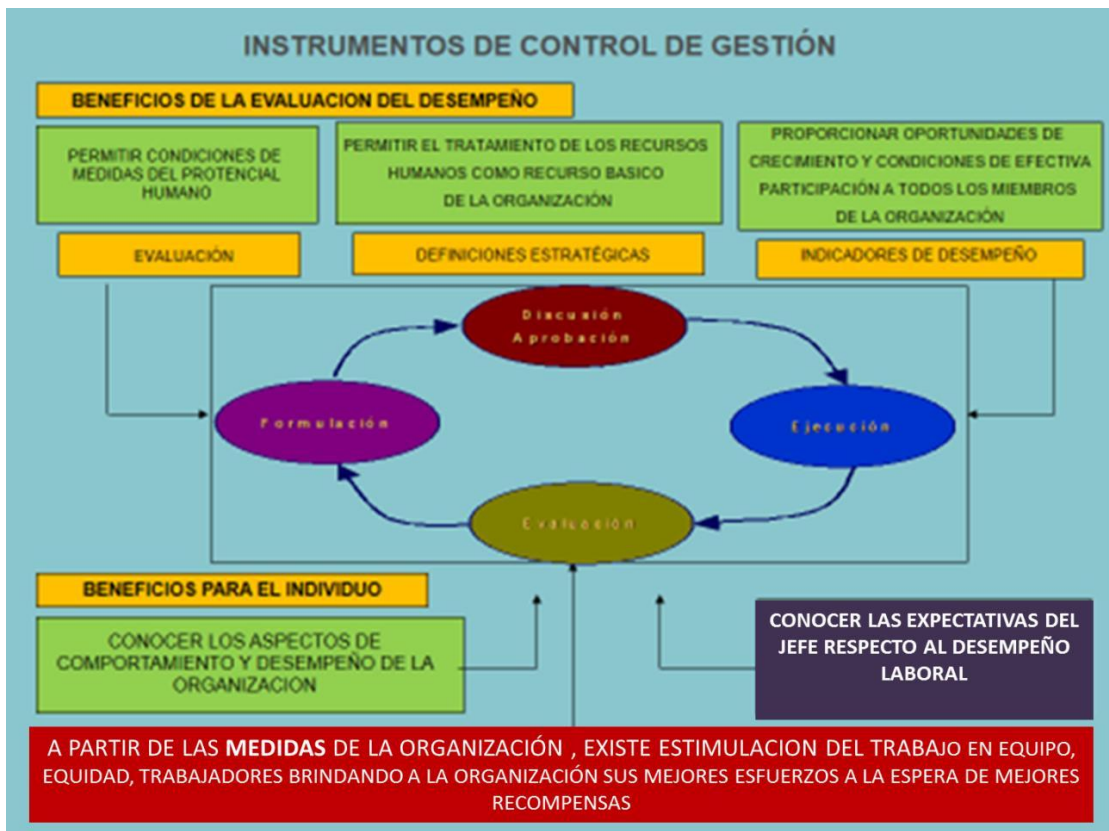 INSTRUMENTOS DE CONTROL DE GESTIÓN
BENEFICIOS DE LA EVALUACION DEL DESEMPEÑO
PERMITIR CONDICIONES DE
MEDIDAS DEL PROTENCIAL
HUMANO
PERMITIR EL TRATAMIENTO DE LOS RECURSOS
HUMANOS COMO RECURSO BASICO
DE LA ORGANIZACIÓN
PROPORCIONAR OPORTUNIDADES DE
CRECIMIENTO Y CONDICIONES DE EFECTIVA
PARTICIPACIÓN A TODOS LOS MIEMBROS
DE LA ORGANIZACIÓN
EVALUACIÓN
DEFINICIONES ESTRATÉGICAS
INDICADORES DE DESEMPEÑO
Discusión
Aprobación
Formulación
Ejecución
Evaluación
BENEFICIOS PARA EL INDIVIDUO
CONOCER LOS ASPECTOS DE
COMPORTAMIENTO Y DESEMPEÑO DE LA
ORGANIZACION
CONOCER LAS EXPECTATIVAS DEL
JEFE RESPECTO AL DESEMPEÑO
LABORAL
A PARTIR DE LAS MEDIDAS DE LA ORGANIZACIÓN , EXISTE ESTIMULACION DEL TRABAJO EN EQUIPO,
EQUIDAD, TRABAJADORES BRINDANDO A LA ORGANIZACIÓN SUS MEJORES ESFUERZOS A LA ESPERA DE MEJORES
RECOMPENSAS